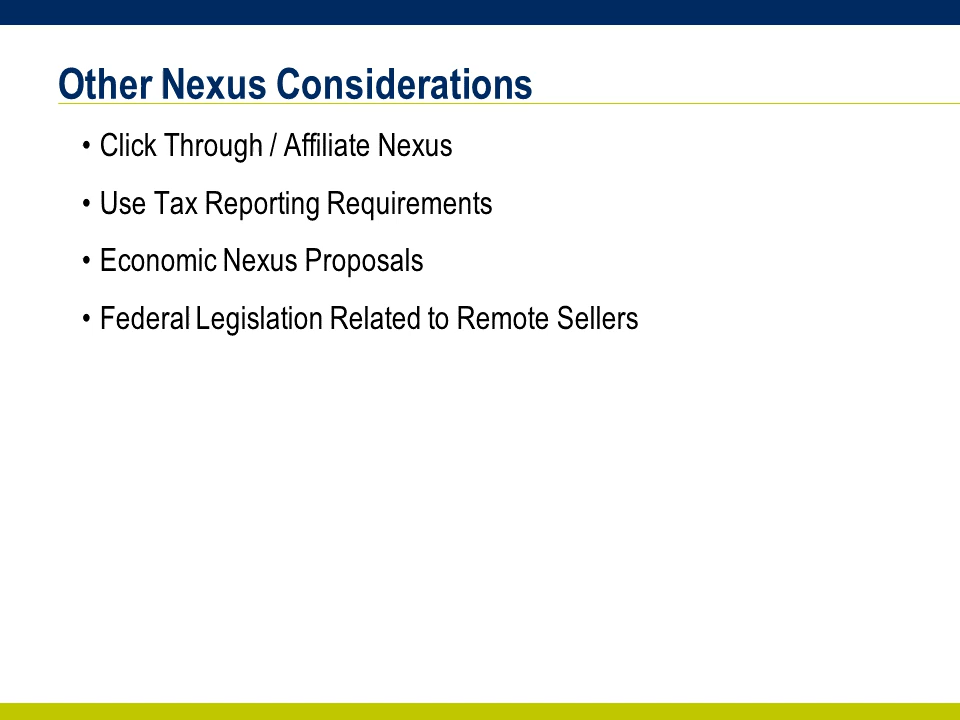 Other Nexus Considerations
• Click Through / Affiliate Nexus
• Use Tax Reporting Requirements
• Economic Nexus Proposals
• Federal Legislation Related to Remote Sellers